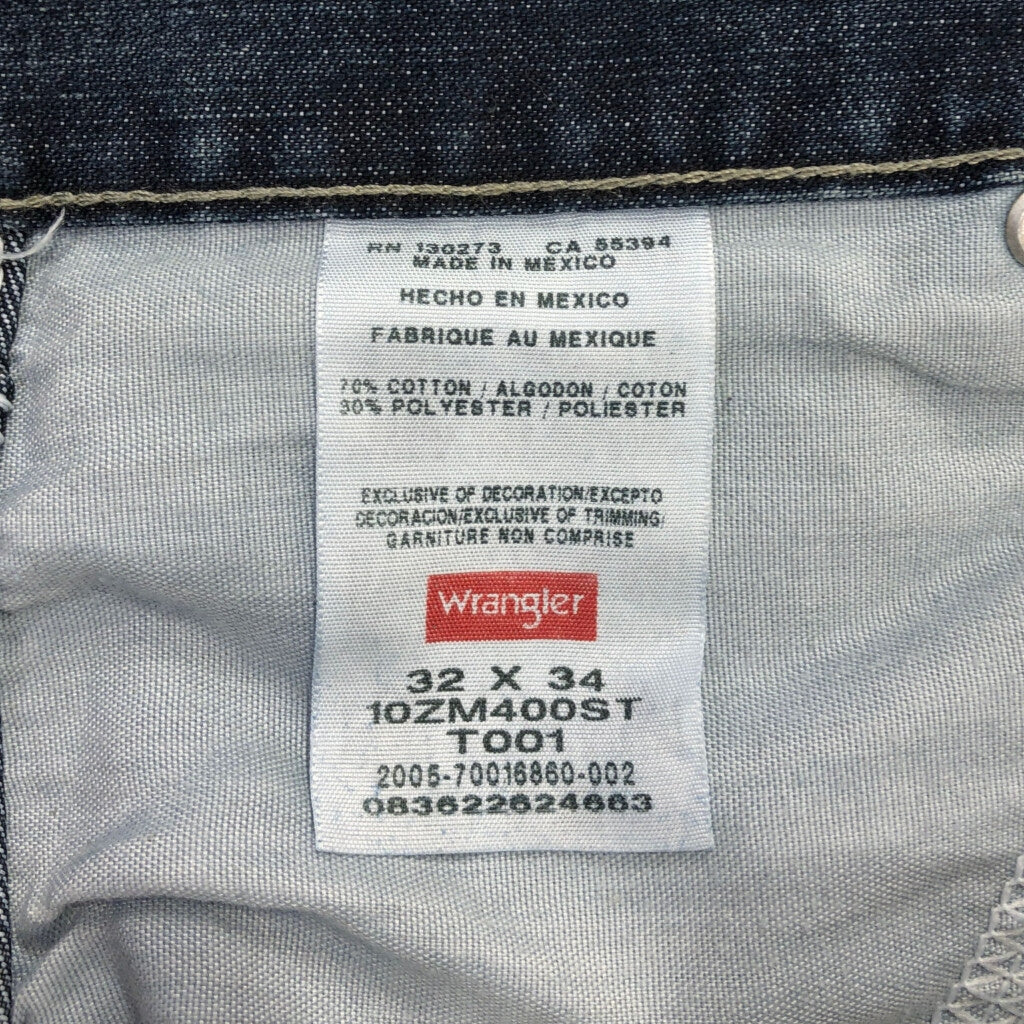 RN 130273 CA 55394
MADE IN MEXICO
HECHO EN MEXICO
FABRIQUE AU MEXIQUE
70% COTTON / ALGODON / COTON
30% POLYESTER / POLIESTER
EXCLUSIVE OF DECORATION/EXCEPTO
DECORACION/EXCLUSIVE OF TRIMMING/
GARNITURE NON COMPRISE
Wrangler
32 X 34
10ZM400ST
T001
2005-70016860-002
083622624663